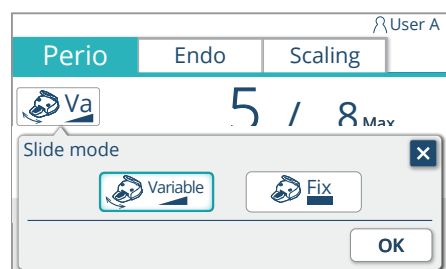 User A
Perio Endo Scaling
Va 5 / 8 Max
Slide mode
Variable Fix
OK